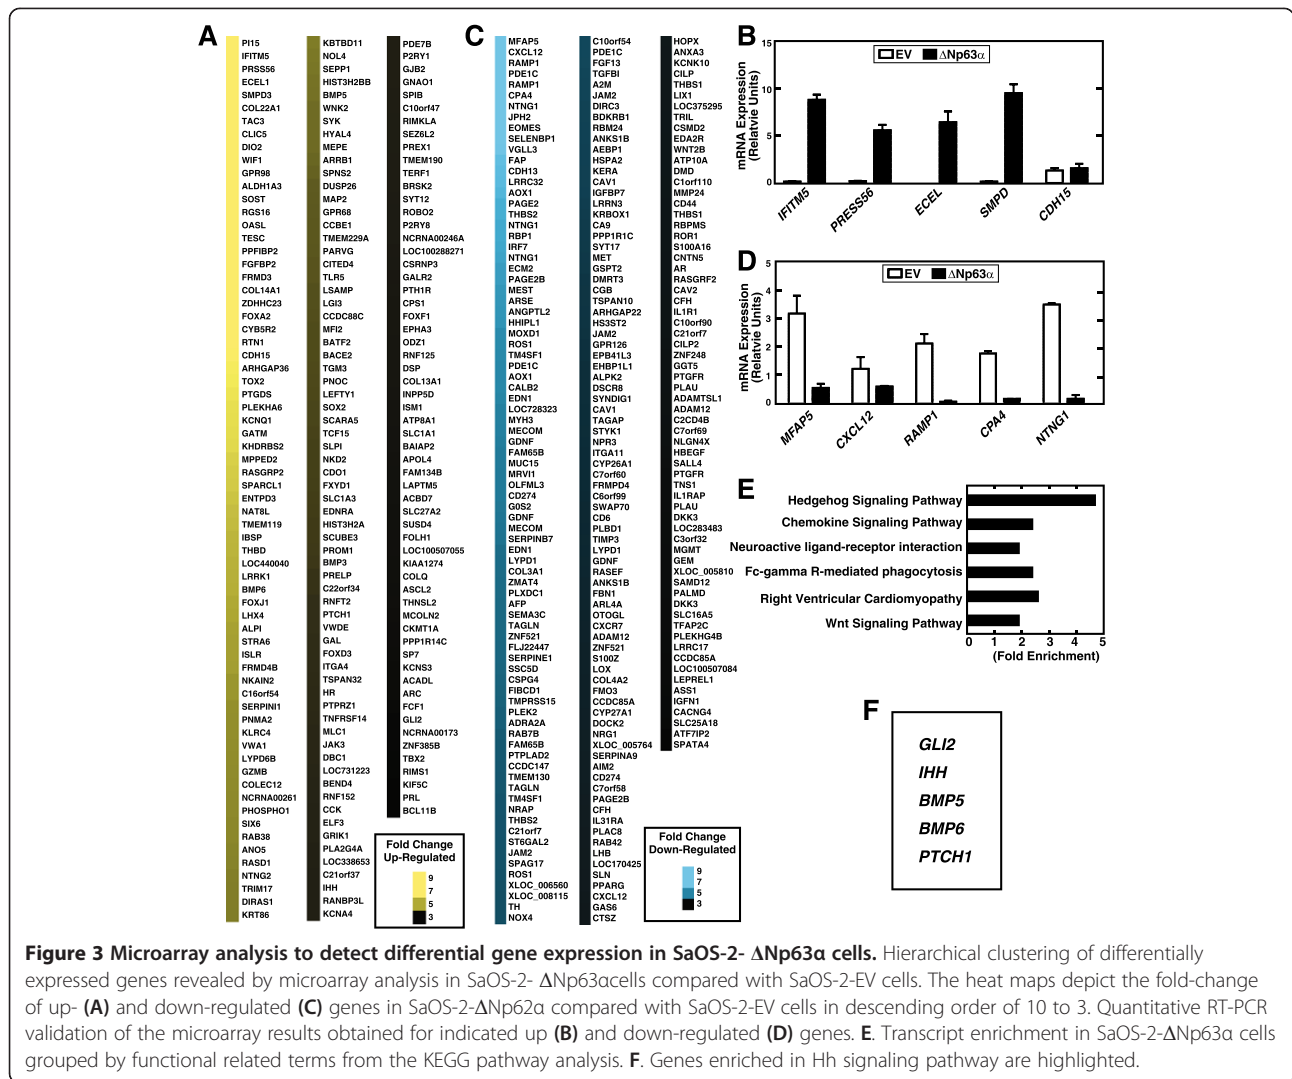 A
PI15
IFITM5
PRSS56
ECEL1
SMPD3
COL22A1
TAC3
CLIC5
DIO2
WIF1
GPR98
ALDH1A3
SOST
RGS16
OASL
TESC
PPFIBP2
FGFBP2
FRMD3
COL14A1
ZDHHC23
FOXA2
CYB5R2
RTN1
CDH15
ARHGAP36
TOX2
PTGDS
PLEKHA6
KCNQ1
GATM
KHDRBS2
MPPED2
RASGRP2
SPARCL1
ENTPD3
NAT8L
TMEM119
IBSP
THBD
LOC440040
LRRK1
BMP6
FOXJ1
LHX4
ALPI
STRA6
ISLR
FRMD4B
NKAIN2
C16orf54
SERPINI1
PNMA2
KLRC4
VWA1
LYPD6B
GZMB
COLEC12
NCRNA00261
PHOSPHO1
SIX6
RAB38
ANO5
RASD1
NTNG2
TRIM17
DIRAS1
KRT86
KBTBD11
NOL4
SEPP1
HIST3H2BB
BMP5
WNK2
SYK
HYAL4
MEPE
ARRB1
SPNS2
DUSP26
MAP2
GPR68
CCBE1
TMEM229A
PARVG
CITED4
TLR5
LSAMP
LGI3
CCDC88C
MFI2
BATF2
BACE2
TGM3
PNOC
LEFTY1
SOX2
SCARA5
TCF15
SLPI
NKD2
CDO1
FXYD1
SLC1A3
EDNRA
HIST3H2A
SCUBE3
PROM1
BMP3
PRELP
C22orf34
RNFT2
PTCH1
VWDE
GAL
FOXD3
ITGA4
TSPAN32
HR
PTPRZ1
TNFRSF14
MLC1
JAK3
DBC1
LOC731223
BEND4
RNF152
CCK
ELF3
GRIK1
PLA2G4A
LOC338653
C21orf37
IHH
RANBP3L
KCNA4
PDE7B
P2RY1
GJB2
GNAO1
SPIB
C10orf47
RIMKLA
SEZ6L2
PREX1
TMEM190
TERF1
BRSK2
SYT12
ROBO2
P2RY8
NCRNA00246A
LOC100288271
CSRNP3
GALR2
PTH1R
CPS1
FOXF1
EPHA3
ODZ1
RNF125
DSP
COL13A1
INPP5D
ISM1
ATP8A1
SLC1A1
BAIAP2
APOL4
FAM134B
LAPTM5
ACBD7
SLC27A2
SUSD4
FOLH1
LOC100507055
KIAA1274
COLQ
ASCL2
THNSL2
MCOLN2
CKMT1A
PPP1R14C
SP7
KCNS3
ACADL
ARC
FCF1
GLI2
NCRNA00173
ZNF385B
TBX2
RIMS1
KIF5C
PRL
BCL11B
Fold Change
Up-Regulated
9
7
5
3
C
MFAP5
CXCL12
RAMP1
PDE1C
RAMP1
CPA4
NTNG1
JPH2
EOMES
SELENBP1
VGLL3
FAP
CDH13
LRRC32
AOX1
PAGE2
THBS2
NTNG1
RBP1
IRF7
NTNG1
ECM2
PAGE2B
MEST
ARSE
ANGPTL2
HHIPL1
MOXD1
ROS1
TM4SF1
PDE1C
AOX1
CALB2
EDN1
LOC728323
MYH3
MECOM
GDNF
FAM65B
MUC15
MRVI1
OLFML3
CD274
G0S2
GDNF
MECOM
SERPINB7
EDN1
LYPD1
COL3A1
ZMAT4
PLXDC1
AFP
SEMA3C
TAGLN
ZNF521
FLJ22447
SERPINE1
SSC5D
CSPG4
FIBCD1
TMPRSS15
PLEK2
ADRA2A
RAB7B
FAM65B
PTPLAD2
CCDC147
TMEM130
TAGLN
TM4SF1
NRAP
THBS2
C21orf7
ST6GAL2
JAM2
SPAG17
ROS1
XLOC_006560
XLOC_008115
TH
NOX4
C10orf54
PDE1C
FGF13
TGFBI
A2M
JAM2
DIRC3
BDKRB1
RBM24
ANKS1B
AEBP1
HSPA2
KERA
CAV1
IGFBP7
LRRN3
KRBOX1
CA9
PPP1R1C
SYT17
MET
GSPT2
DMRT3
CGB
TSPAN10
ARHGAP22
HS3ST2
JAM2
GPR126
EPB41L3
EHBP1L1
ALPK2
DSCR8
SYNDIG1
CAV1
TAGAP
STYK1
NPR3
ITGA11
CYP26A1
C7orf60
FRMPD4
C6orf99
SWAP70
CD6
PLBD1
TIMP3
LYPD1
GDNF
RASEF
ANKS1B
FBN1
ARL4A
OTOGL
CXCR7
ADAM12
ZNF521
S100Z
LOX
COL4A2
FMO3
CCDC85A
CYP27A1
DOCK2
NRG1
XLOC_005764
SERPINA9
AIM2
CD274
C7orf58
PAGE2B
CFH
IL31RA
PLAC8
RAB42
LHB
LOC170425
SLN
PPARG
CXCL12
GAS6
CTSZ
HOPX
ANXA3
KCNK10
CILP
THBS1
LIX1
LOC375295
TRIL
CSMD2
EDA2R
WNT2B
ATP10A
DMD
C1orf110
MMP24
CD44
THBS1
RBPMS
ROR1
S100A16
CNTN5
AR
RASGRF2
CAV2
CFH
IL1R1
C10orf90
C21orf7
CILP2
ZNF248
GGT5
PTGFR
PLAU
ADAMTSL1
ADAM12
C2CD4B
C7orf69
NLGN4X
HBEGF
SALL4
PTGFR
TNS1
IL1RAP
PLAU
DKK3
LOC283483
C3orf32
MGMT
GEM
XLOC_005810
SAMD12
PALMD
DKK3
SLC16A5
TFAP2C
PLEKHG4B
LRRC17
CCDC85A
LOC100507084
LEPREL1
ASS1
IGFN1
CACNG4
SLC25A18
ATF7IP2
SPATA4
Fold Change
Down-Regulated
9
7
5
3
B
EV ΔNp63α
mRNA Expression
(Relatvie Units)
15
10
5
0
IFITM5 PRESS56 ECEL SMPD CDH15
D
EV ΔNp63α
mRNA Expression
(Relatvie Units)
5
4
3
2
1
0
MFAP5 CXCL12 RAMP1 CPA4 NTNG1
E
Hedgehog Signaling Pathway
Chemokine Signaling Pathway
Neuroactive ligand-receptor interaction
Fc-gamma R-mediated phagocytosis
Right Ventricular Cardiomyopathy
Wnt Signaling Pathway
0 1 2 3 4 5
(Fold Enrichment)
F
GLI2
IHH
BMP5
BMP6
PTCH1
Figure 3 Microarray analysis to detect differential gene expression in SaOS-2- ΔNp63α cells. Hierarchical clustering of differentially
expressed genes revealed by microarray analysis in SaOS-2- ΔNp63αcells compared with SaOS-2-EV cells. The heat maps depict the fold-change
of up- (A) and down-regulated (C) genes in SaOS-2-ΔNp62α compared with SaOS-2-EV cells in descending order of 10 to 3. Quantitative RT-PCR
validation of the microarray results obtained for indicated up (B) and down-regulated (D) genes. E. Transcript enrichment in SaOS-2-ΔNp63α cells
grouped by functional related terms from the KEGG pathway analysis. F. Genes enriched in Hh signaling pathway are highlighted.